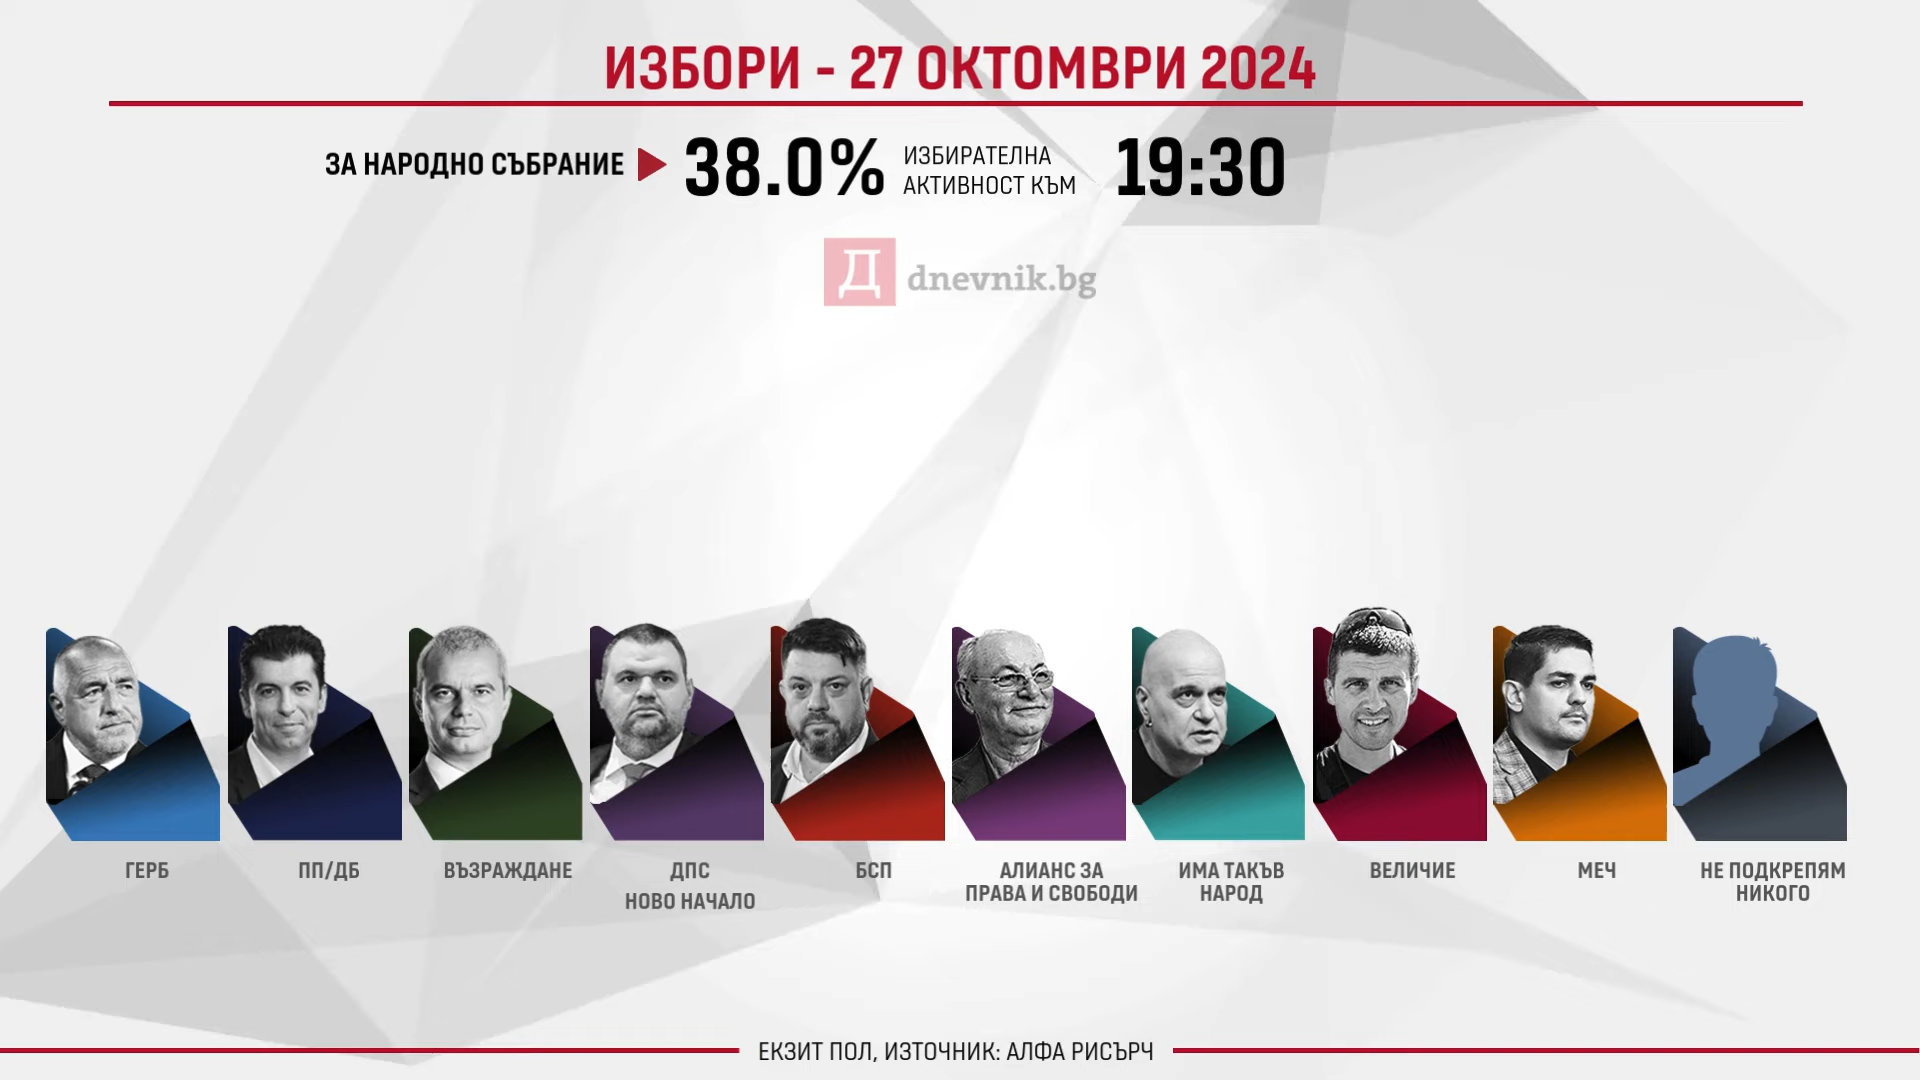 ИЗБОРИ - 27 ОКТОМВРИ 2024
ЗА НАРОДНО СЪБРАНИЕ
38.0%
ИЗБИРАТЕЛНА
АКТИВНОСТ КЪМ
19:30
Д dnevnik.bg
ГЕРБ
ПП/ДБ
ВЪЗРАЖДАНЕ
ДПС
НОВО НАЧАЛО
БСП
АЛИАНС ЗА
ПРАВА И СВОБОДИ
ИМА ТАКЪВ
НАРОД
ВЕЛИЧИЕ
МЕЧ
НЕ ПОДКРЕПЯМ
НИКОГО
ЕКЗИТ ПОЛ, ИЗТОЧНИК: АЛФА РИСЪРЧ